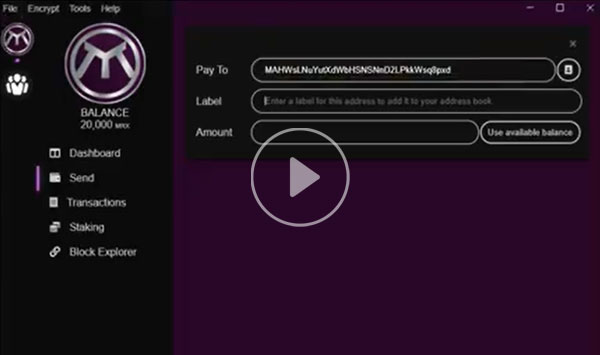 File Encrypt Tools Help
BALANCE
20,000 MRX
Dashboard
Send
Transactions
Staking
Block Explorer
Pay To MAHWsLNuYutXdWbHSNSNnD2LPkkWsq8pxd
Label Enter a label for this address to add it to your address book
Amount Use available balance